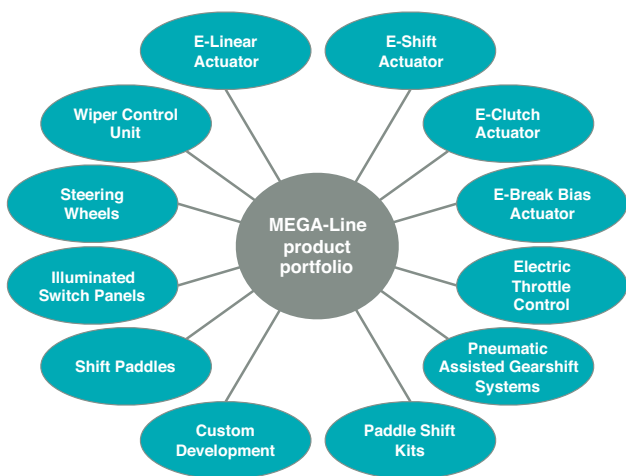 E-Linear
Actuator
E-Shift
Actuator
Wiper Control
Unit
E-Clutch
Actuator
Steering
Wheels
E-Break Bias
Actuator
MEGA-Line
product
portfolio
Illuminated
Switch Panels
Electric
Throttle
Control
Shift Paddles
Pneumatic
Assisted Gearshift
Systems
Custom
Development
Paddle Shift
Kits